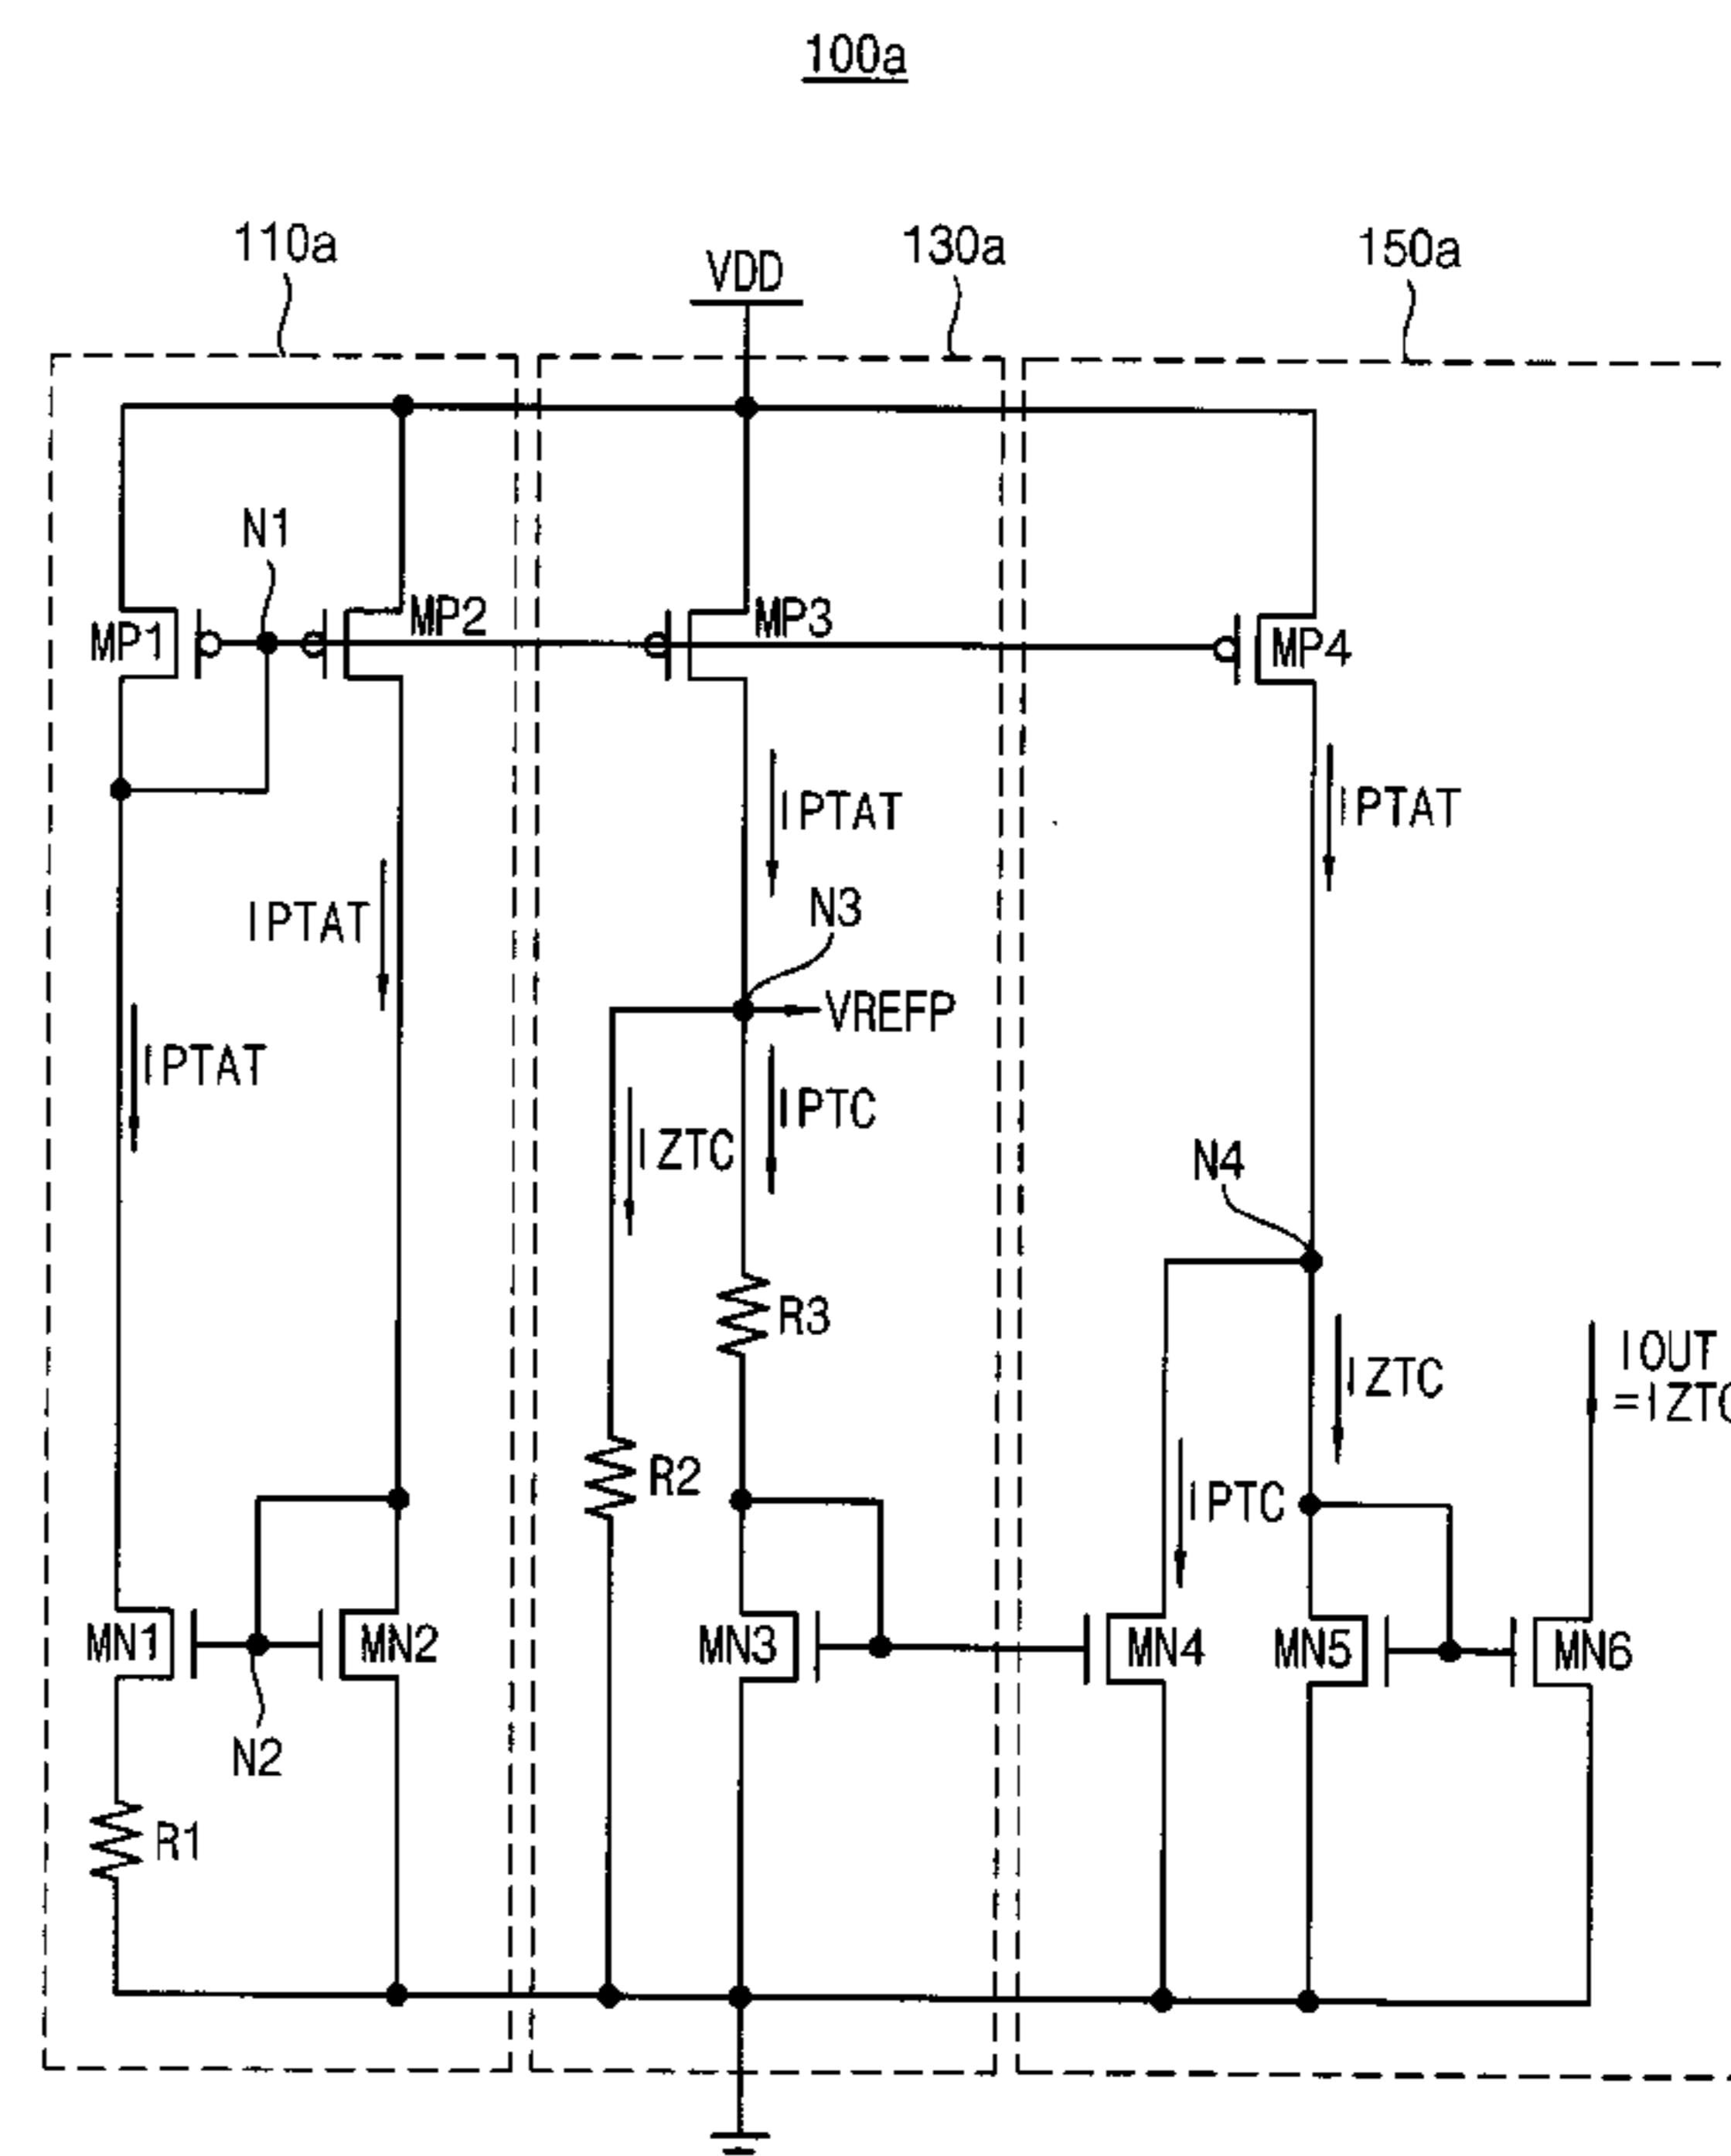 100a
110a
VDD
130a
150a
N1
MP1
MP2
MP3
MP4
IPTAT
IPTAT
IPTAT
IPTAT
N3
VREFP
IPTC
IZTC
N4
R3
IZTC
IOUT
=IZTC
R2
IPTC
MN1
MN2
MN3
MN4
MN5
MN6
N2
R1